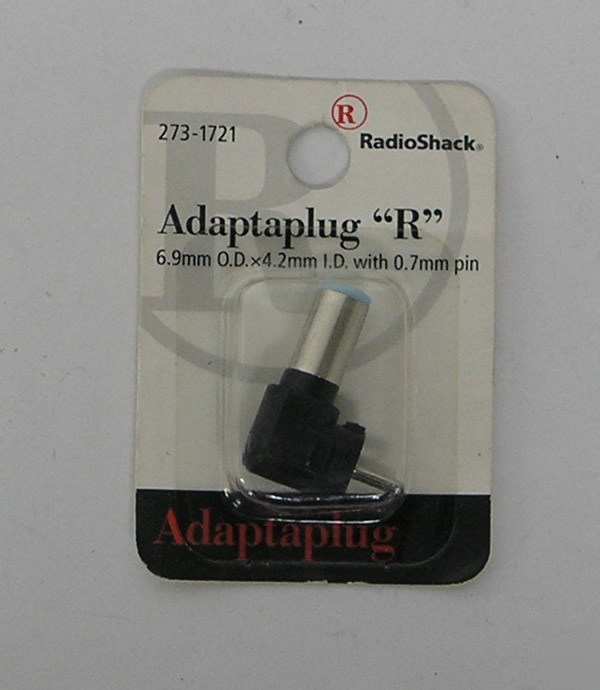 273-1721
R
RadioShack®
Adaptaplug “R”
6.9mm O.D.×4.2mm I.D. with 0.7mm pin
Adaptaplug